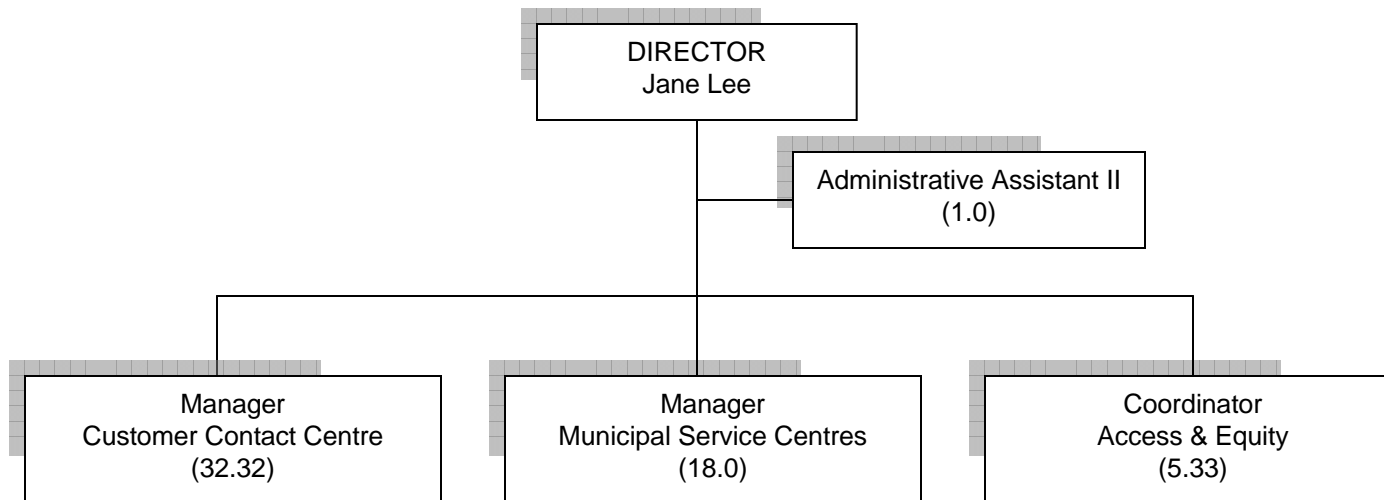 DIRECTOR
Jane Lee
Administrative Assistant II
(1.0)
Manager
Customer Contact Centre
(32.32)
Manager
Municipal Service Centres
(18.0)
Coordinator
Access & Equity
(5.33)